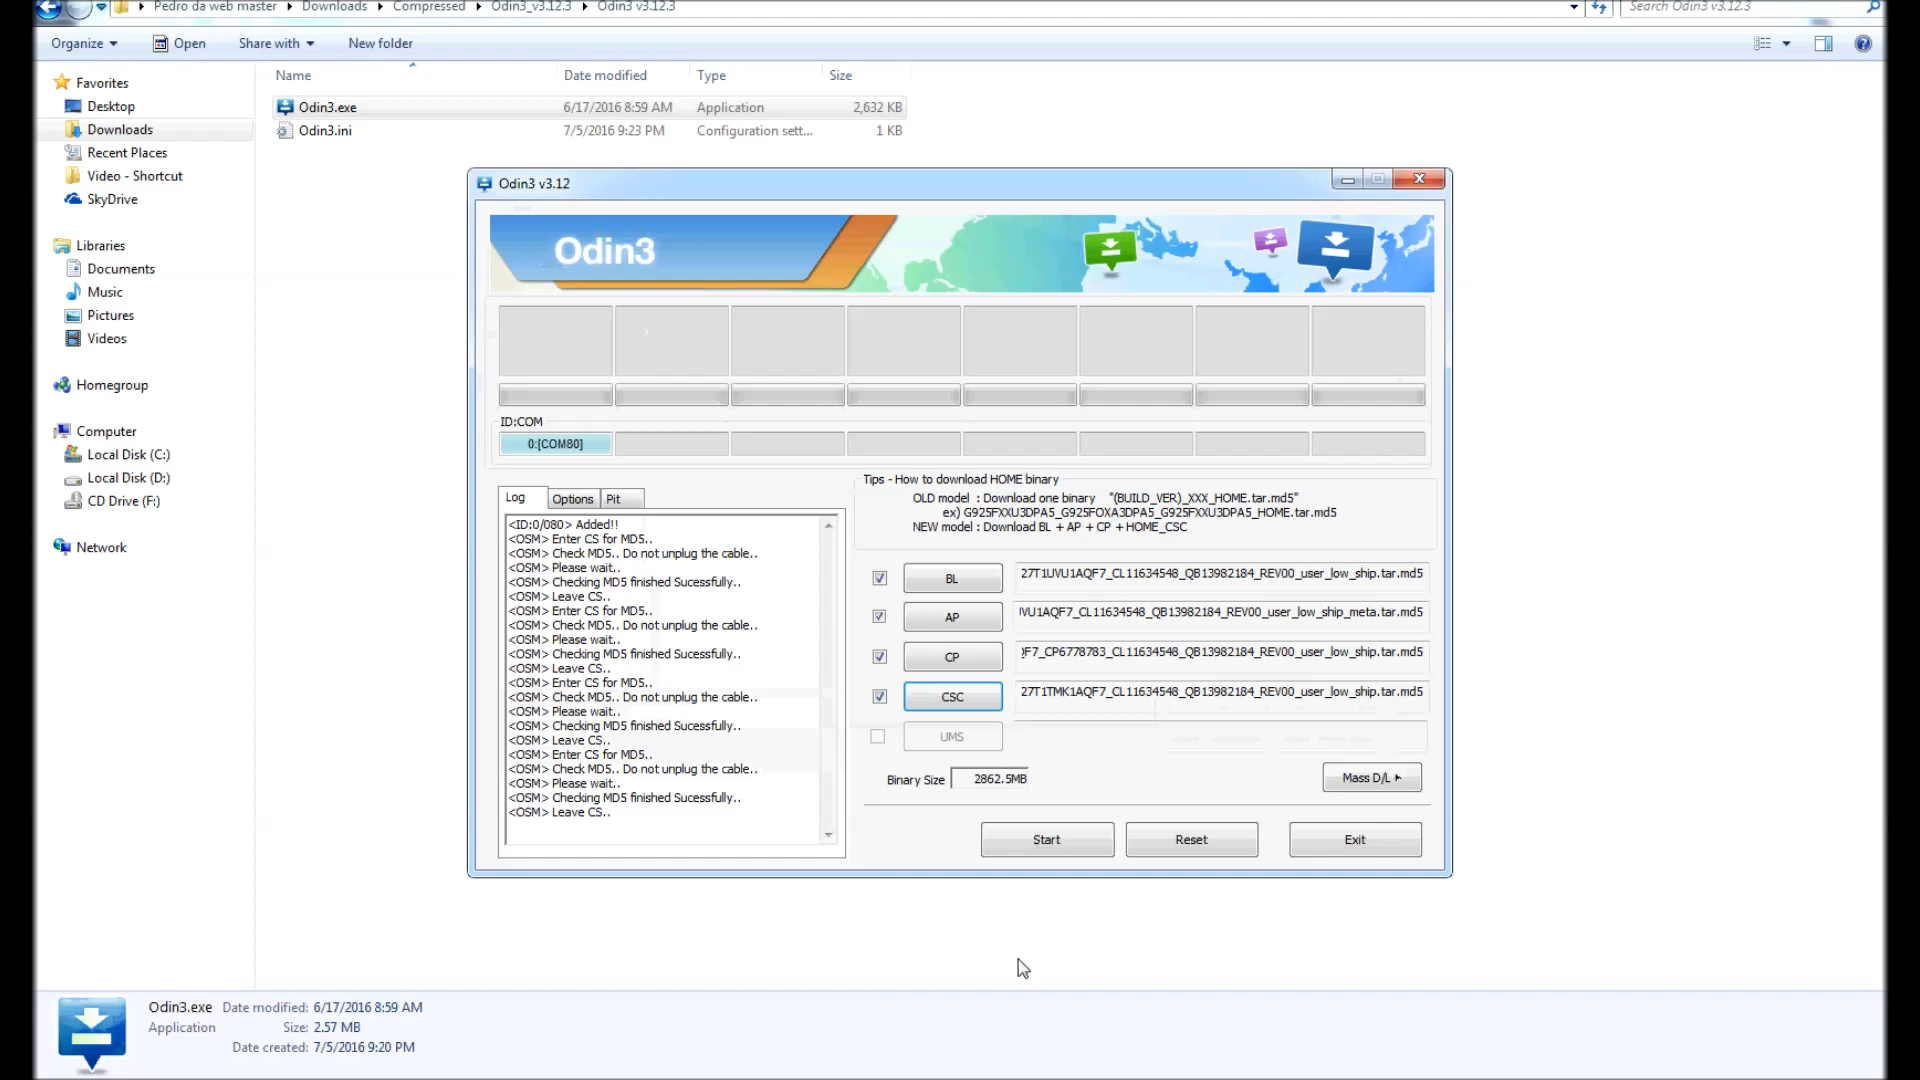 Pedro da web master
Downloads
Compressed
Odin3_v3.12.3
Odin3 v3.12.3
Search Odin3 v3.12.3
Organize
Open
Share with
New folder
Name
Date modified
Type
Size
Odin3.exe
6/17/2016 8:59 AM
Application
2,632 KB
Odin3.ini
7/5/2016 9:23 PM
Configuration sett...
1 KB
Favorites
Desktop
Downloads
Recent Places
Video - Shortcut
SkyDrive
Libraries
Documents
Music
Pictures
Videos
Homegroup
Computer
Local Disk (C:)
Local Disk (D:)
CD Drive (F:)
Network
Odin3 v3.12
Odin3
ID:COM
0:[COM80]
Log
Options
Pit
<ID:0/080> Added!!
<OSM> Enter CS for MD5..
<OSM> Check MD5.. Do not unplug the cable..
<OSM> Please wait..
<OSM> Checking MD5 finished Sucessfully..
<OSM> Leave CS..
<OSM> Enter CS for MD5..
<OSM> Check MD5.. Do not unplug the cable..
<OSM> Please wait..
<OSM> Checking MD5 finished Sucessfully..
<OSM> Leave CS..
<OSM> Enter CS for MD5..
<OSM> Check MD5.. Do not unplug the cable..
<OSM> Please wait..
<OSM> Checking MD5 finished Sucessfully..
<OSM> Leave CS..
<OSM> Enter CS for MD5..
<OSM> Check MD5.. Do not unplug the cable..
<OSM> Please wait..
<OSM> Checking MD5 finished Sucessfully..
<OSM> Leave CS..
Tips - How to download HOME binary
OLD model : Download one binary "(BUILD_VER)_XXX_HOME.tar.md5"
ex) G925FXXU3DPA5_G925FOXA3DPA5_G925FXXU3DPA5_HOME.tar.md5
NEW model : Download BL + AP + CP + HOME_CSC
BL
27T1UVU1AQF7_CL11634548_QB13982184_REV00_user_low_ship.tar.md5
AP
VU1AQF7_CL11634548_QB13982184_REV00_user_low_ship_meta.tar.md5
CP
F7_CP6778783_CL11634548_QB13982184_REV00_user_low_ship.tar.md5
CSC
27T1TMK1AQF7_CL11634548_QB13982184_REV00_user_low_ship.tar.md5
UMS
Binary Size
2862.5MB
Mass D/L
Start
Reset
Exit
Odin3.exe
Date modified: 6/17/2016 8:59 AM
Application
Size: 2.57 MB
Date created: 7/5/2016 9:20 PM